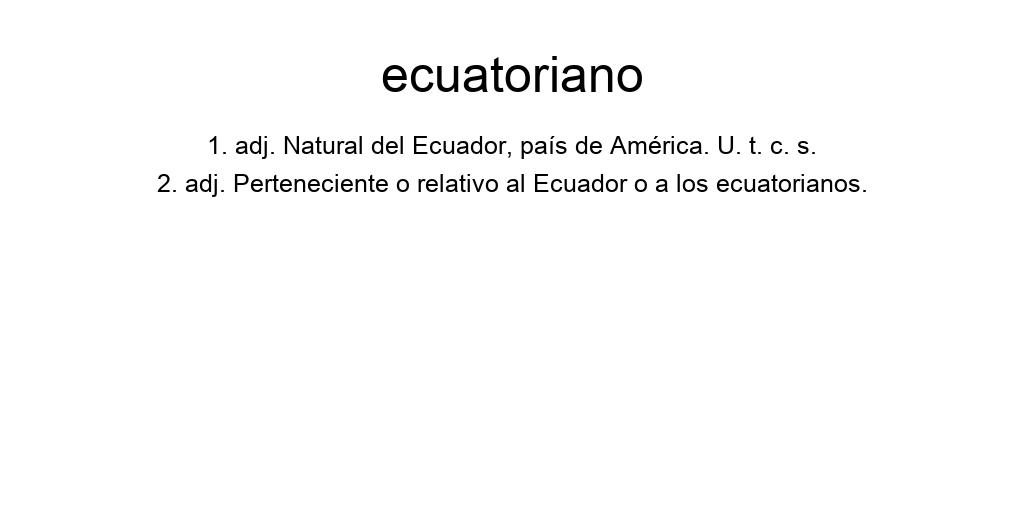 ecuatoriano
1. adj. Natural del Ecuador, país de América. U. t. c. s.
2. adj. Perteneciente o relativo al Ecuador o a los ecuatorianos.